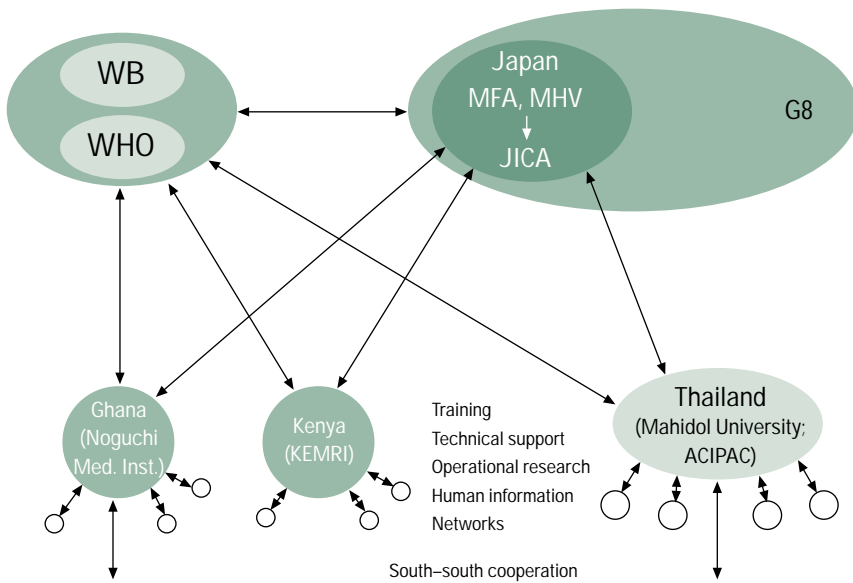 WB
WHO
Japan
MFA, MHV
JICA
G8
Ghana
(Noguchi
Med. Inst.)
Kenya
(KEMRI)
Training
Technical support
Operational research
Human information
Networks
Thailand
(Mahidol University;
ACIPAC)
South–south cooperation